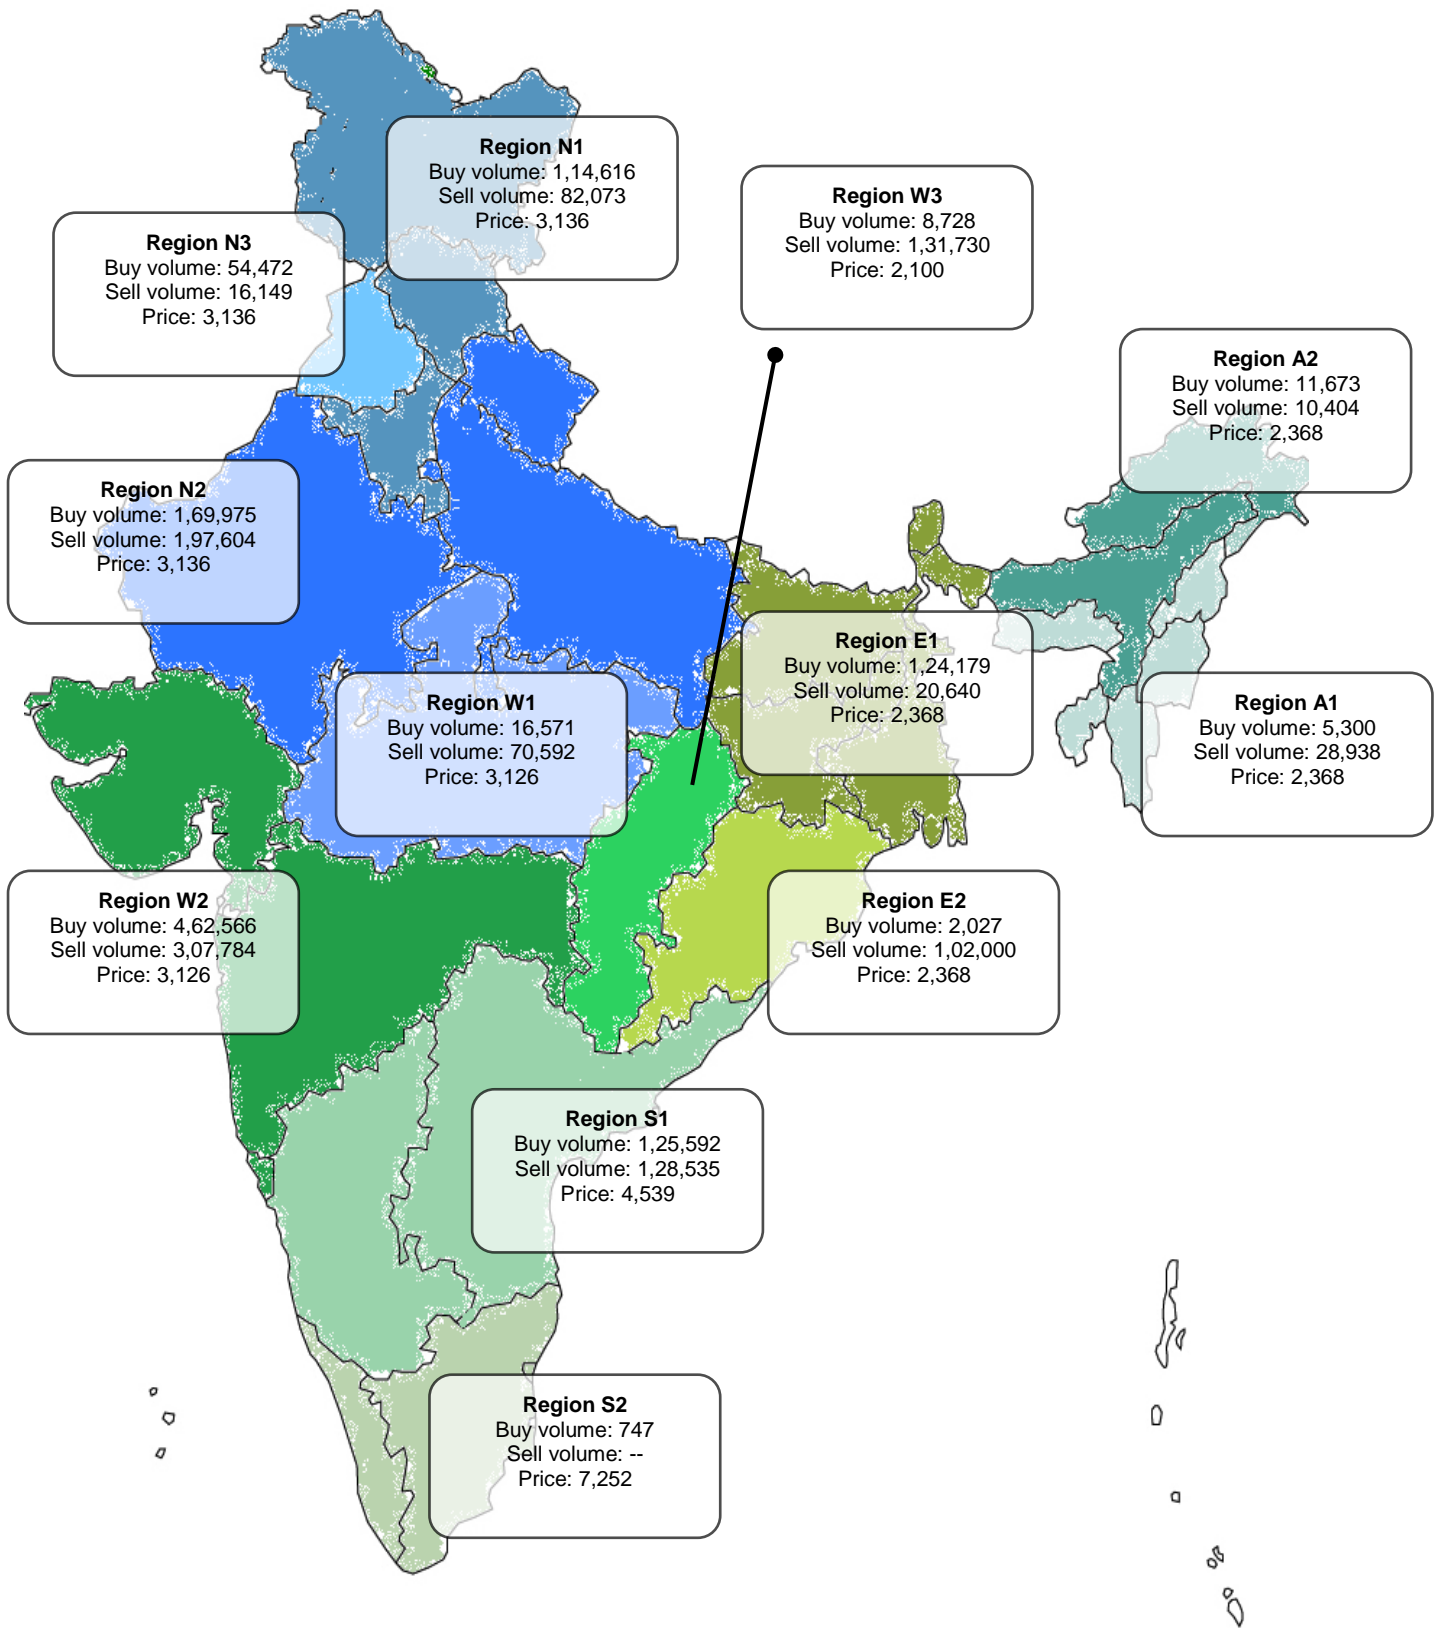 Region N1
Buy volume: 1,14,616
Sell volume: 82,073
Price: 3,136
Region W3
Buy volume: 8,728
Sell volume: 1,31,730
Price: 2,100
Region N3
Buy volume: 54,472
Sell volume: 16,149
Price: 3,136
Region A2
Buy volume: 11,673
Sell volume: 10,404
Price: 2,368
Region N2
Buy volume: 1,69,975
Sell volume: 1,97,604
Price: 3,136
Region E1
Buy volume: 1,24,179
Sell volume: 20,640
Price: 2,368
Region W1
Buy volume: 16,571
Sell volume: 70,592
Price: 3,126
Region A1
Buy volume: 5,300
Sell volume: 28,938
Price: 2,368
Region W2
Buy volume: 4,62,566
Sell volume: 3,07,784
Price: 3,126
Region E2
Buy volume: 2,027
Sell volume: 1,02,000
Price: 2,368
Region S1
Buy volume: 1,25,592
Sell volume: 1,28,535
Price: 4,539
Region S2
Buy volume: 747
Sell volume: --
Price: 7,252